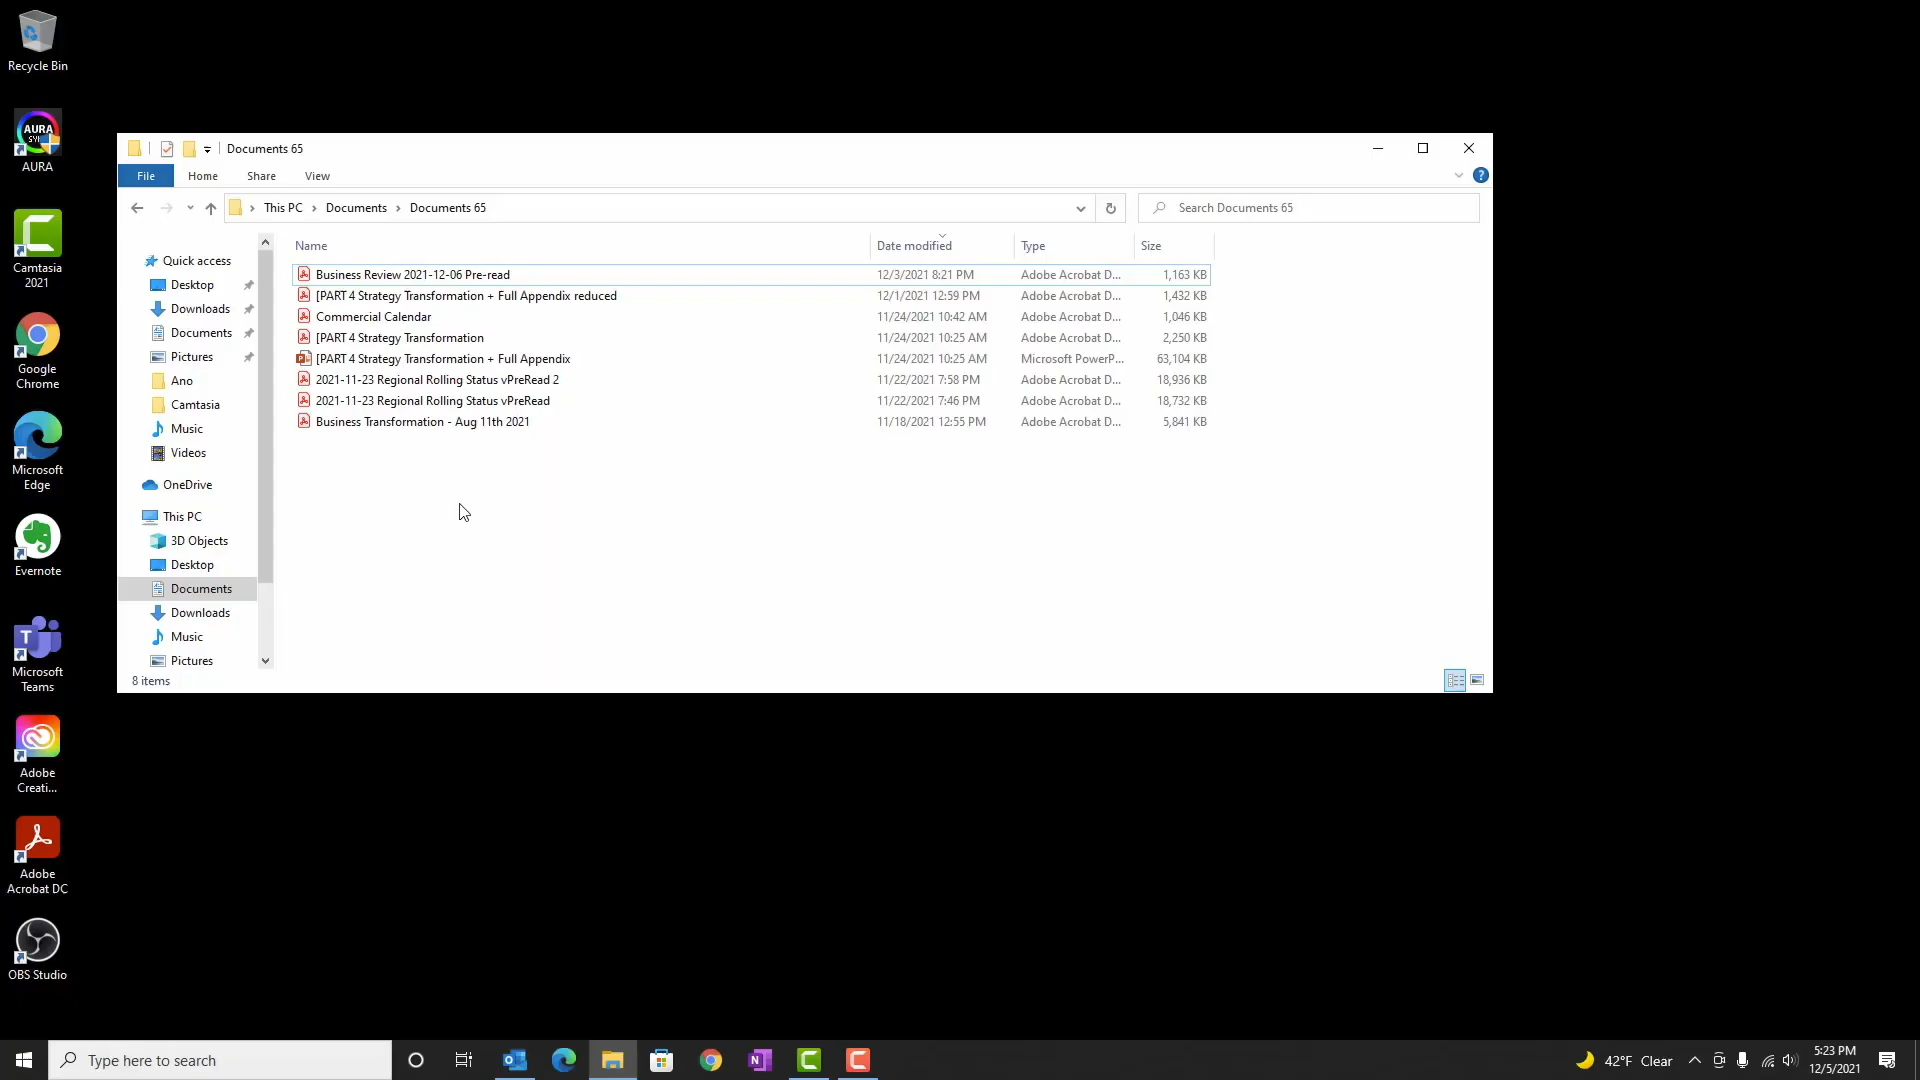 Recycle Bin
AURA
AURA
Camtasia
2021
Google
Chrome
Microsoft
Edge
Evernote
T
Microsoft
Teams
Adobe
Creati...
Adobe
Acrobat DC
OBS Studio
Documents 65
File Home Share View
This PC > Documents > Documents 65
Search Documents 65
Name Date modified Type Size
Business Review 2021-12-06 Pre-read 12/3/2021 8:21 PM Adobe Acrobat D... 1,163 KB
[PART 4 Strategy Transformation + Full Appendix reduced 12/1/2021 12:59 PM Adobe Acrobat D... 1,432 KB
Commercial Calendar 11/24/2021 10:42 AM Adobe Acrobat D... 1,046 KB
[PART 4 Strategy Transformation 11/24/2021 10:25 AM Adobe Acrobat D... 2,250 KB
[PART 4 Strategy Transformation + Full Appendix 11/24/2021 10:25 AM Microsoft PowerP... 63,104 KB
2021-11-23 Regional Rolling Status vPreRead 2 11/22/2021 7:58 PM Adobe Acrobat D... 18,936 KB
2021-11-23 Regional Rolling Status vPreRead 11/22/2021 7:46 PM Adobe Acrobat D... 18,732 KB
Business Transformation - Aug 11th 2021 11/18/2021 12:55 PM Adobe Acrobat D... 5,841 KB
Quick access
Desktop
Downloads
Documents
Pictures
Ano
Camtasia
Music
Videos
OneDrive
This PC
3D Objects
Desktop
Documents
Downloads
Music
Pictures
8 items
Type here to search
42°F Clear
5:23 PM
12/5/2021